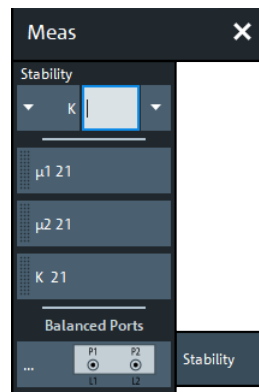 Meas
Stability
K
μ1 21
μ2 21
K 21
Balanced Ports
... P1 P2
L1 L2
Stability